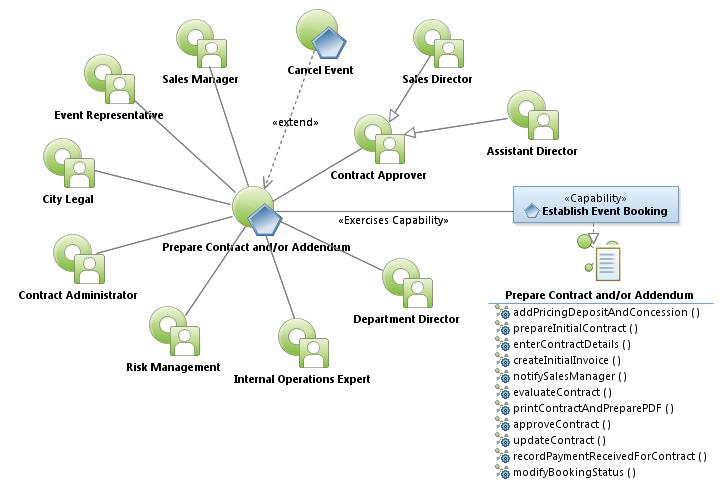 Cancel Event
Sales Manager
Sales Director
Event Representative
«extend»
Assistant Director
Contract Approver
City Legal
«Capability»
Establish Event Booking
«Exercises Capability»
Prepare Contract and/or Addendum
Contract Administrator
Prepare Contract and/or Addendum
Department Director
addPricingDepositAndConcession ( )
prepareInitialContract ( )
enterContractDetails ( )
createInitialInvoice ( )
Risk Management
Internal Operations Expert
notifySalesManager ( )
evaluateContract ( )
printContractAndPreparePDF ( )
approveContract ( )
updateContract ( )
recordPaymentReceivedForContract ( )
modifyBookingStatus ( )